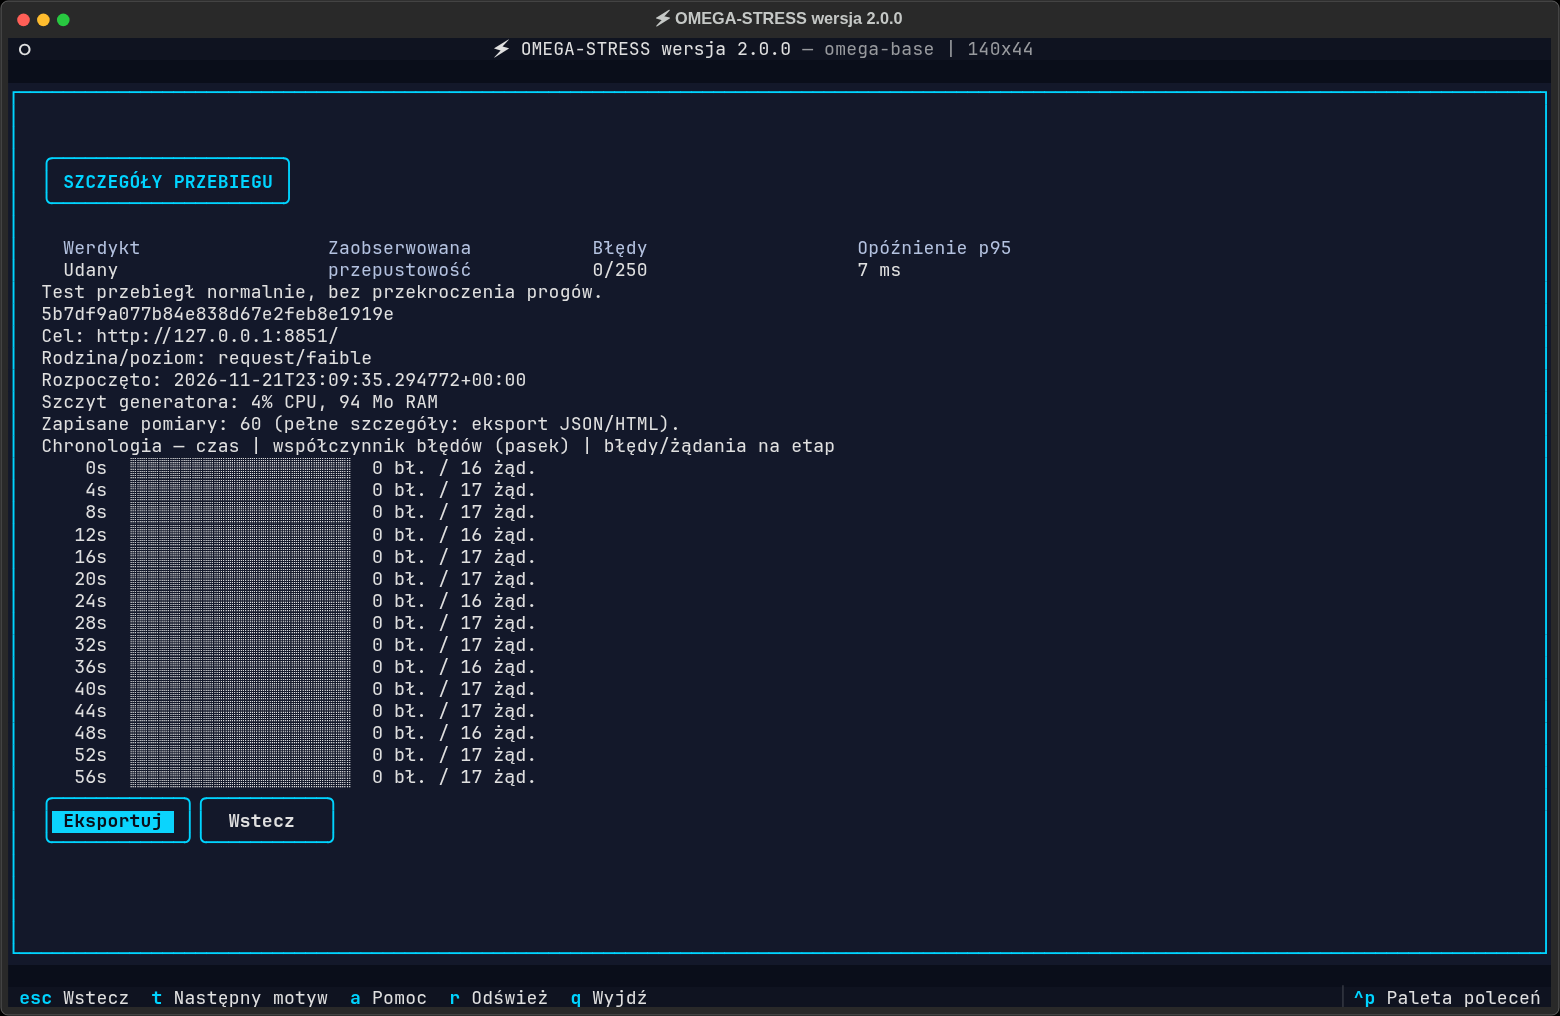 ⚡ OMEGA-STRESS wersja 2.0.0
⚡ OMEGA-STRESS wersja 2.0.0 — omega-base | 140x44
SZCZEGÓŁY PRZEBIEGU
Werdykt Zaobserwowana Błędy Opóźnienie p95
Udany przepustowość 0/250 7 ms
Test przebiegł normalnie, bez przekroczenia progów.
5b7df9a077b84e838d67e2feb8e1919e
Cel: http://127.0.0.1:8851/
Rodzina/poziom: request/faible
Rozpoczęto: 2026-11-21T23:09:35.294772+00:00
Szczyt generatora: 4% CPU, 94 Mo RAM
Zapisane pomiary: 60 (pełne szczegóły: eksport JSON/HTML).
Chronologia — czas | współczynnik błędów (pasek) | błędy/żądania na etap
0s 0 bł. / 16 żąd.
4s 0 bł. / 17 żąd.
8s 0 bł. / 17 żąd.
12s 0 bł. / 16 żąd.
16s 0 bł. / 17 żąd.
20s 0 bł. / 17 żąd.
24s 0 bł. / 16 żąd.
28s 0 bł. / 17 żąd.
32s 0 bł. / 17 żąd.
36s 0 bł. / 16 żąd.
40s 0 bł. / 17 żąd.
44s 0 bł. / 17 żąd.
48s 0 bł. / 16 żąd.
52s 0 bł. / 17 żąd.
56s 0 bł. / 17 żąd.
Eksportuj Wstecz
esc Wstecz t Następny motyw a Pomoc r Odśwież q Wyjdź ^p Paleta poleceń